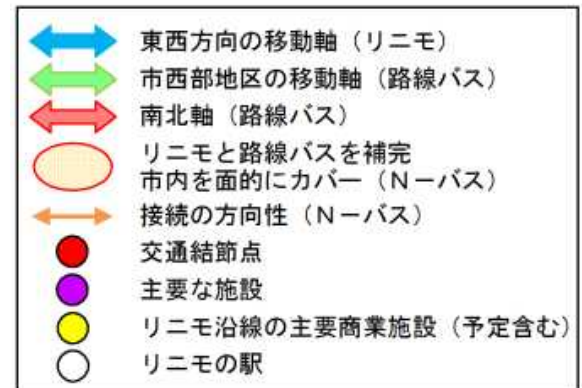 東西方向の移動軸（リニモ）
市西部地区の移動軸（路線バス）
南北軸（路線バス）
リニモと路線バスを補完
市内を面的にカバー（Ｎーバス）
接続の方向性（Ｎーバス）
交通結節点
主要な施設
リニモ沿線の主要商業施設（予定含む）
リニモの駅